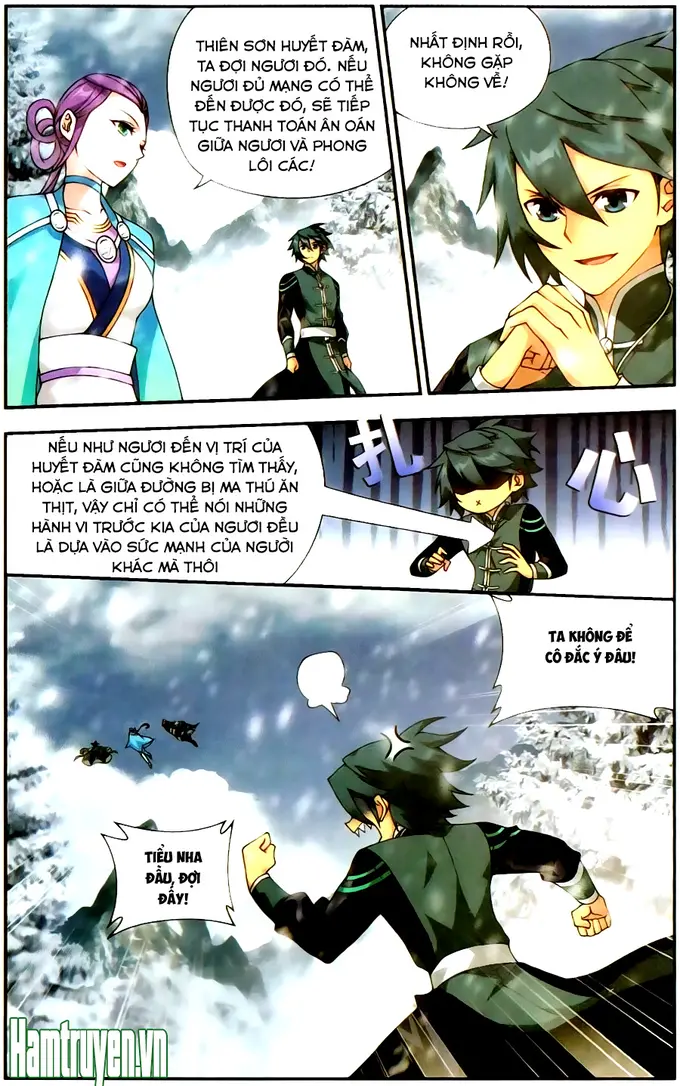 THIÊN SƠN HUYẾT ĐÀM,
TA ĐỢI NGƯƠI ĐÓ. NẾU
NGƯƠI ĐỦ MẠNG CÓ THỂ
ĐẾN ĐƯỢC ĐÓ, SẼ TIẾP
TỤC THANH TOÁN ÂN OÁN
GIỮA NGƯƠI VÀ PHONG
LÔI CÁC!
NHẤT ĐỊNH RỒI,
KHÔNG GẶP
KHÔNG VỀ!
NẾU NHƯ NGƯƠI ĐẾN VỊ TRÍ CỦA
HUYẾT ĐÀM CŨNG KHÔNG TÌM THẤY,
HOẶC LÀ GIỮA ĐƯỜNG BỊ MA THÚ ĂN
THỊT, VẬY CHỈ CÓ THỂ NÓI NHỮNG
HÀNH VI TRƯỚC KIA CỦA NGƯƠI ĐỀU
LÀ DỰA VÀO SỨC MẠNH CỦA NGƯỜI
KHÁC MÀ THÔI
扎心
TA KHÔNG ĐỂ
CÔ ĐẮC Ý ĐÂU!
TIỂU NHA
ĐẦU, ĐỢI
ĐẤY!
Hamtruyen.vn